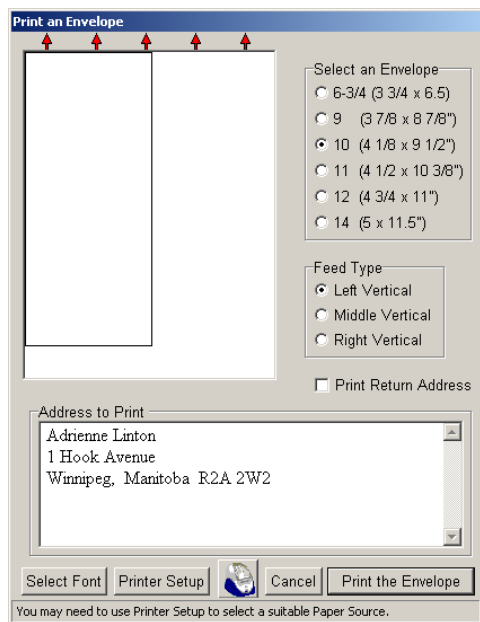 Print an Envelope
Select an Envelope
6-3/4 (3 3/4 x 6.5)
9 (3 7/8 x 8 7/8")
10 (4 1/8 x 9 1/2")
11 (4 1/2 x 10 3/8")
12 (4 3/4 x 11")
14 (5 x 11.5")
Feed Type
Left Vertical
Middle Vertical
Right Vertical
Print Return Address
Address to Print
Adrienne Linton
1 Hook Avenue
Winnipeg, Manitoba R2A 2W2
Select Font Printer Setup Cancel Print the Envelope
You may need to use Printer Setup to select a suitable Paper Source.